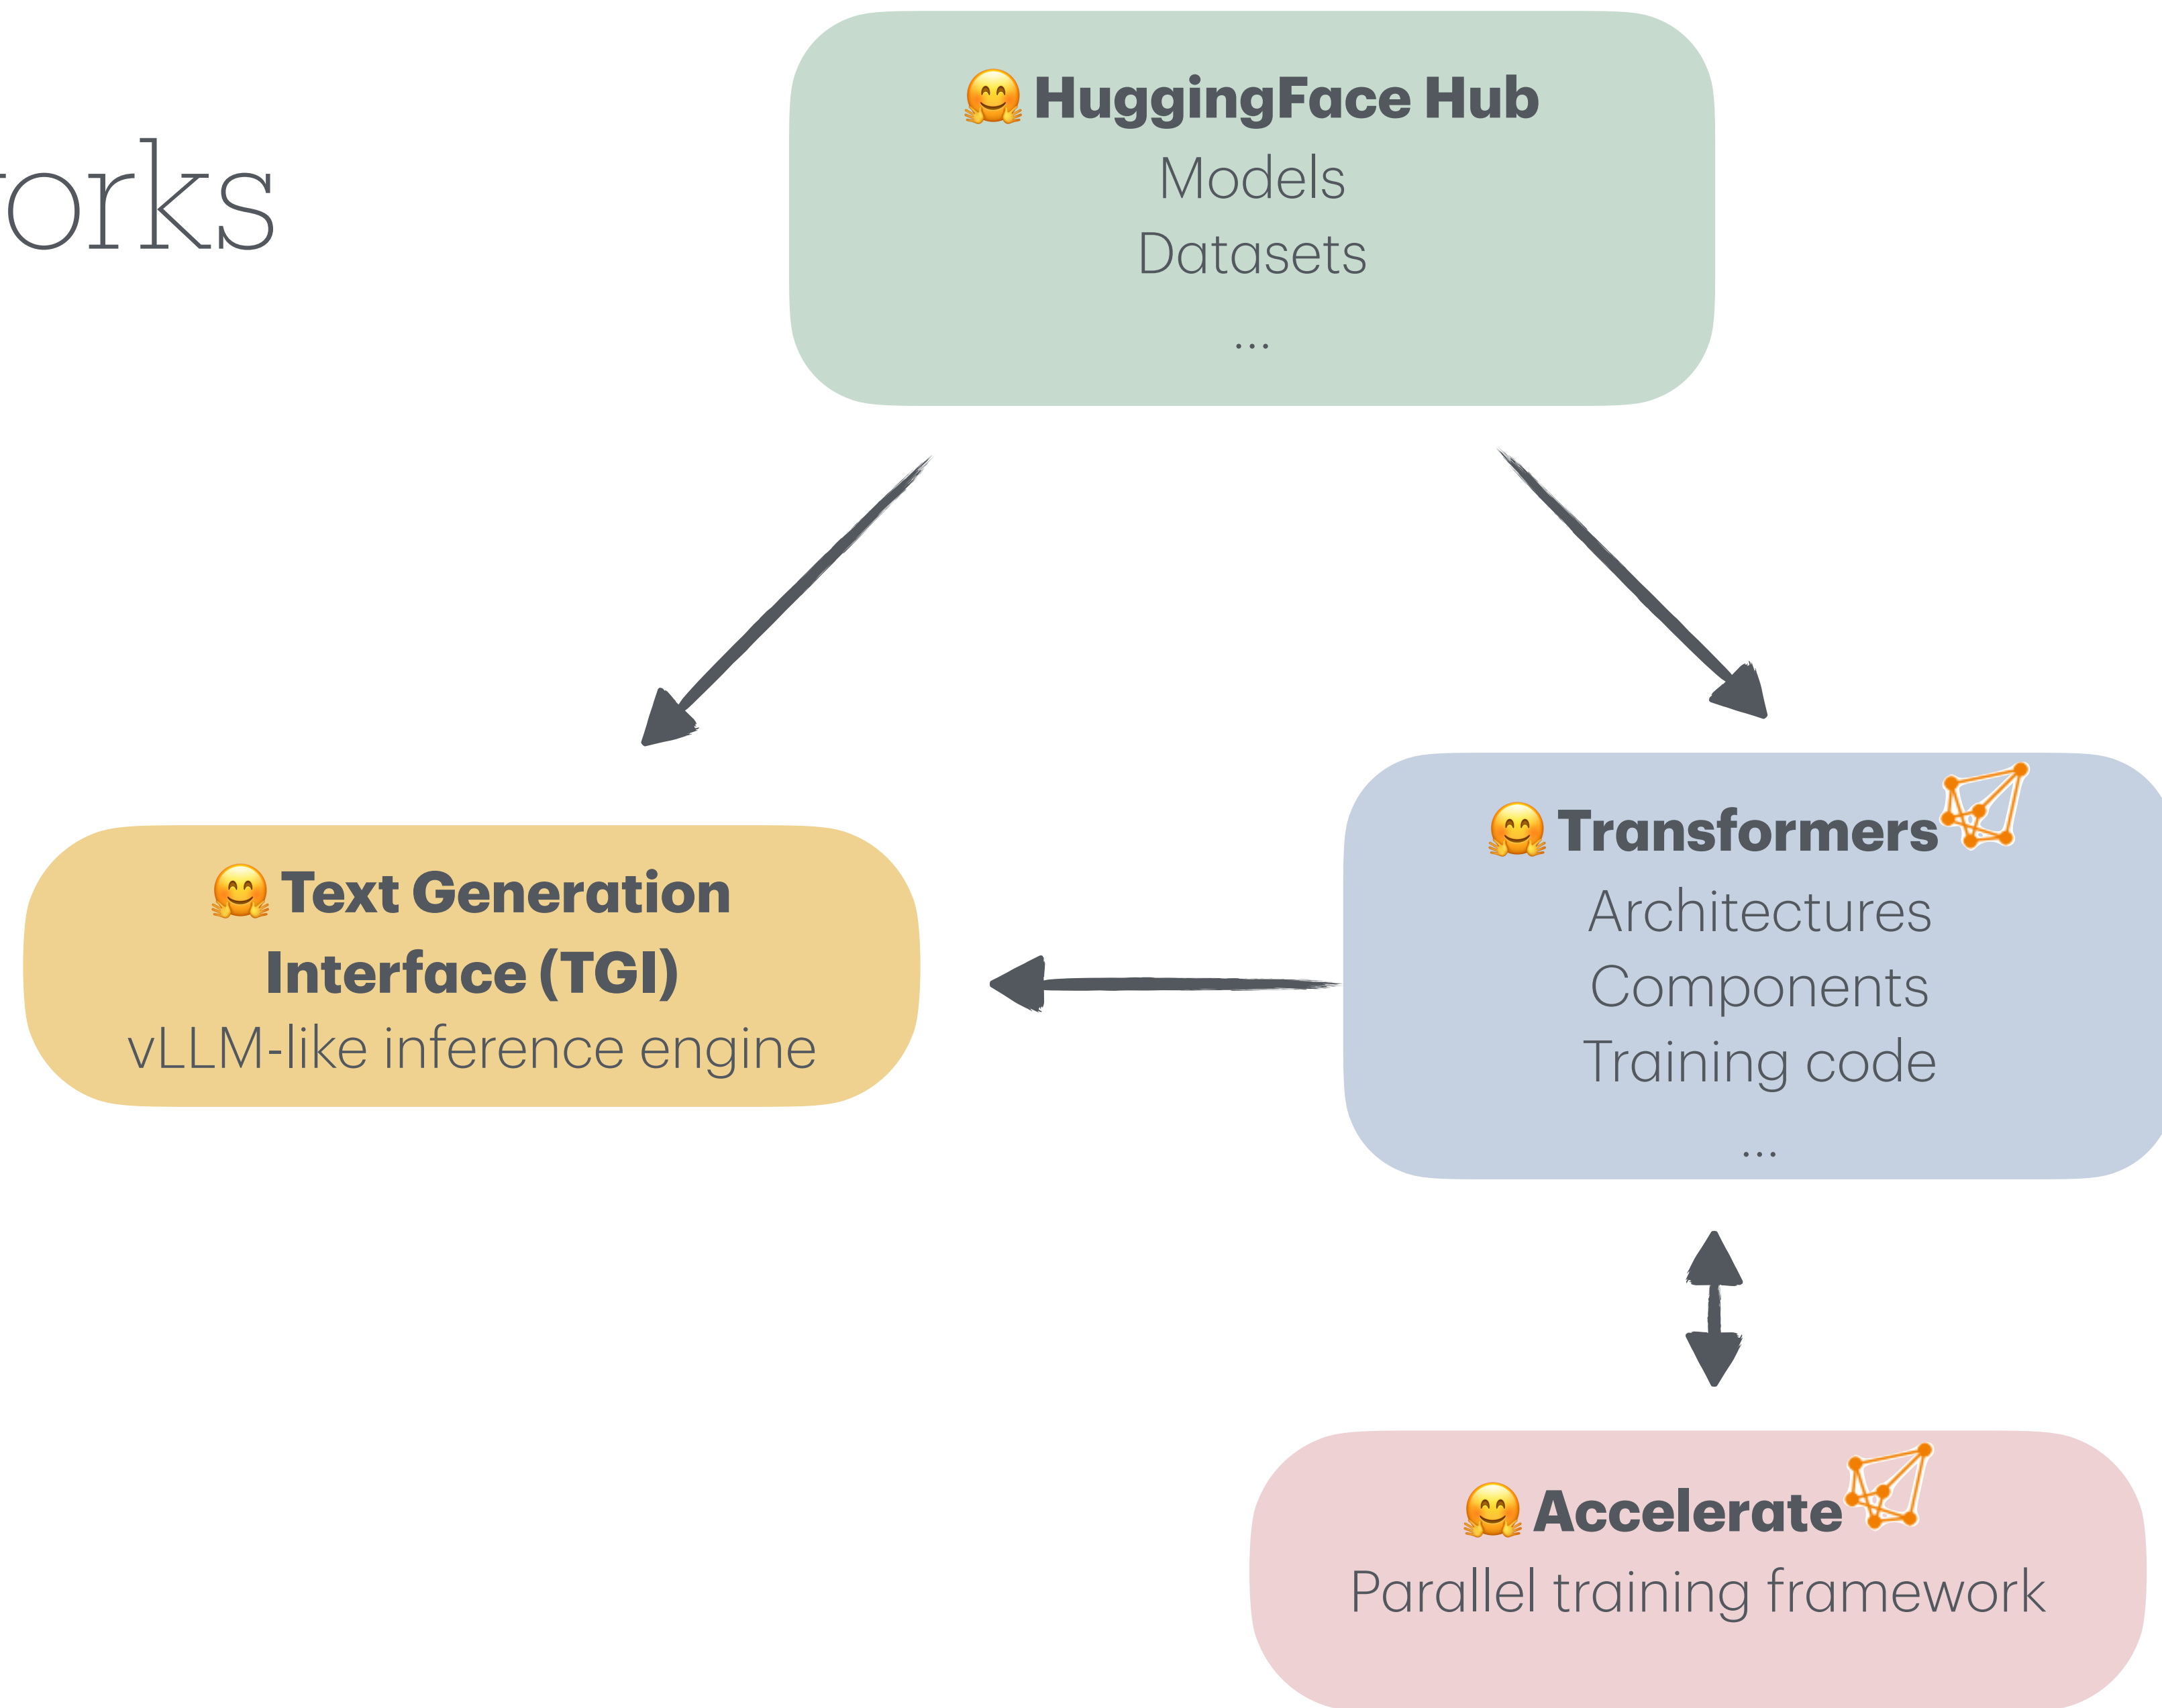 orks
🤗 HuggingFace Hub
Models
Datasets
...
🤗 Text Generation
Interface (TGI)
vLLM-like inference engine
🤗 Transformers
Architectures
Components
Training code
...
🤗 Accelerate
Parallel training framework